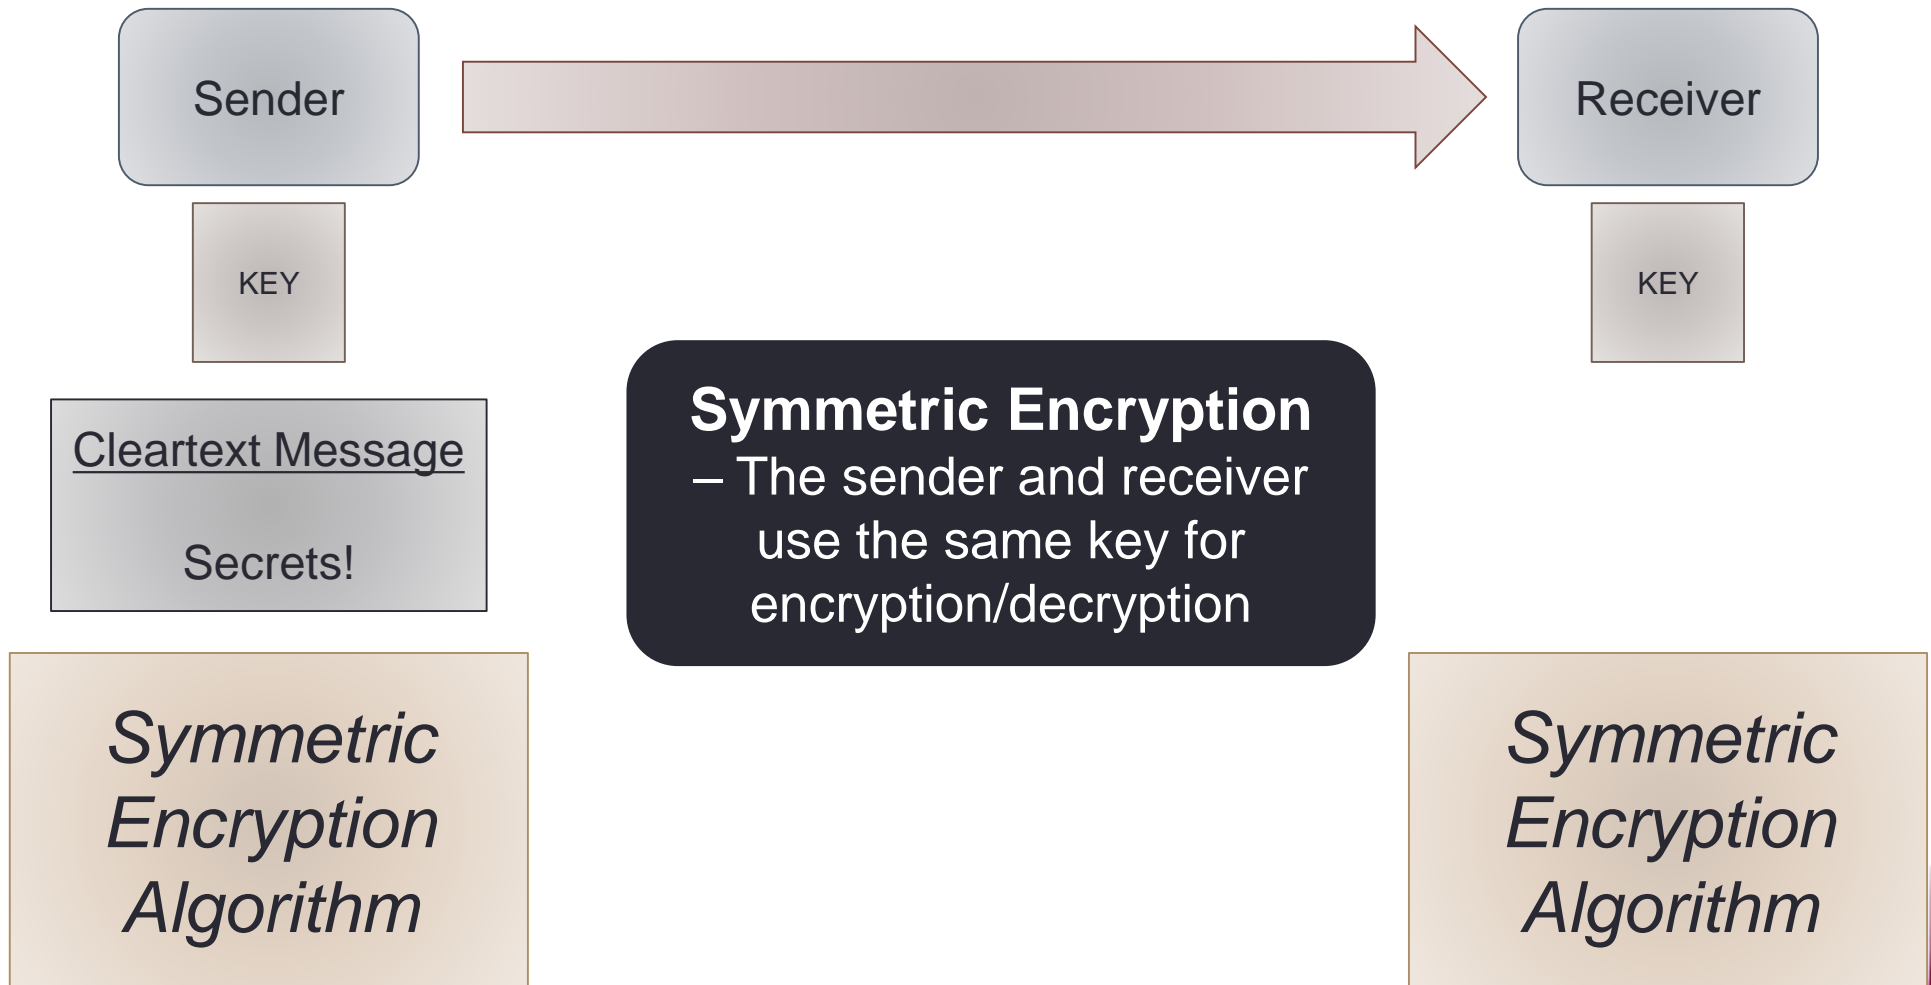 Sender
Receiver
KEY
KEY
Cleartext Message
Secrets!
Symmetric Encryption
– The sender and receiver
use the same key for
encryption/decryption
Symmetric
Encryption
Algorithm
Symmetric
Encryption
Algorithm